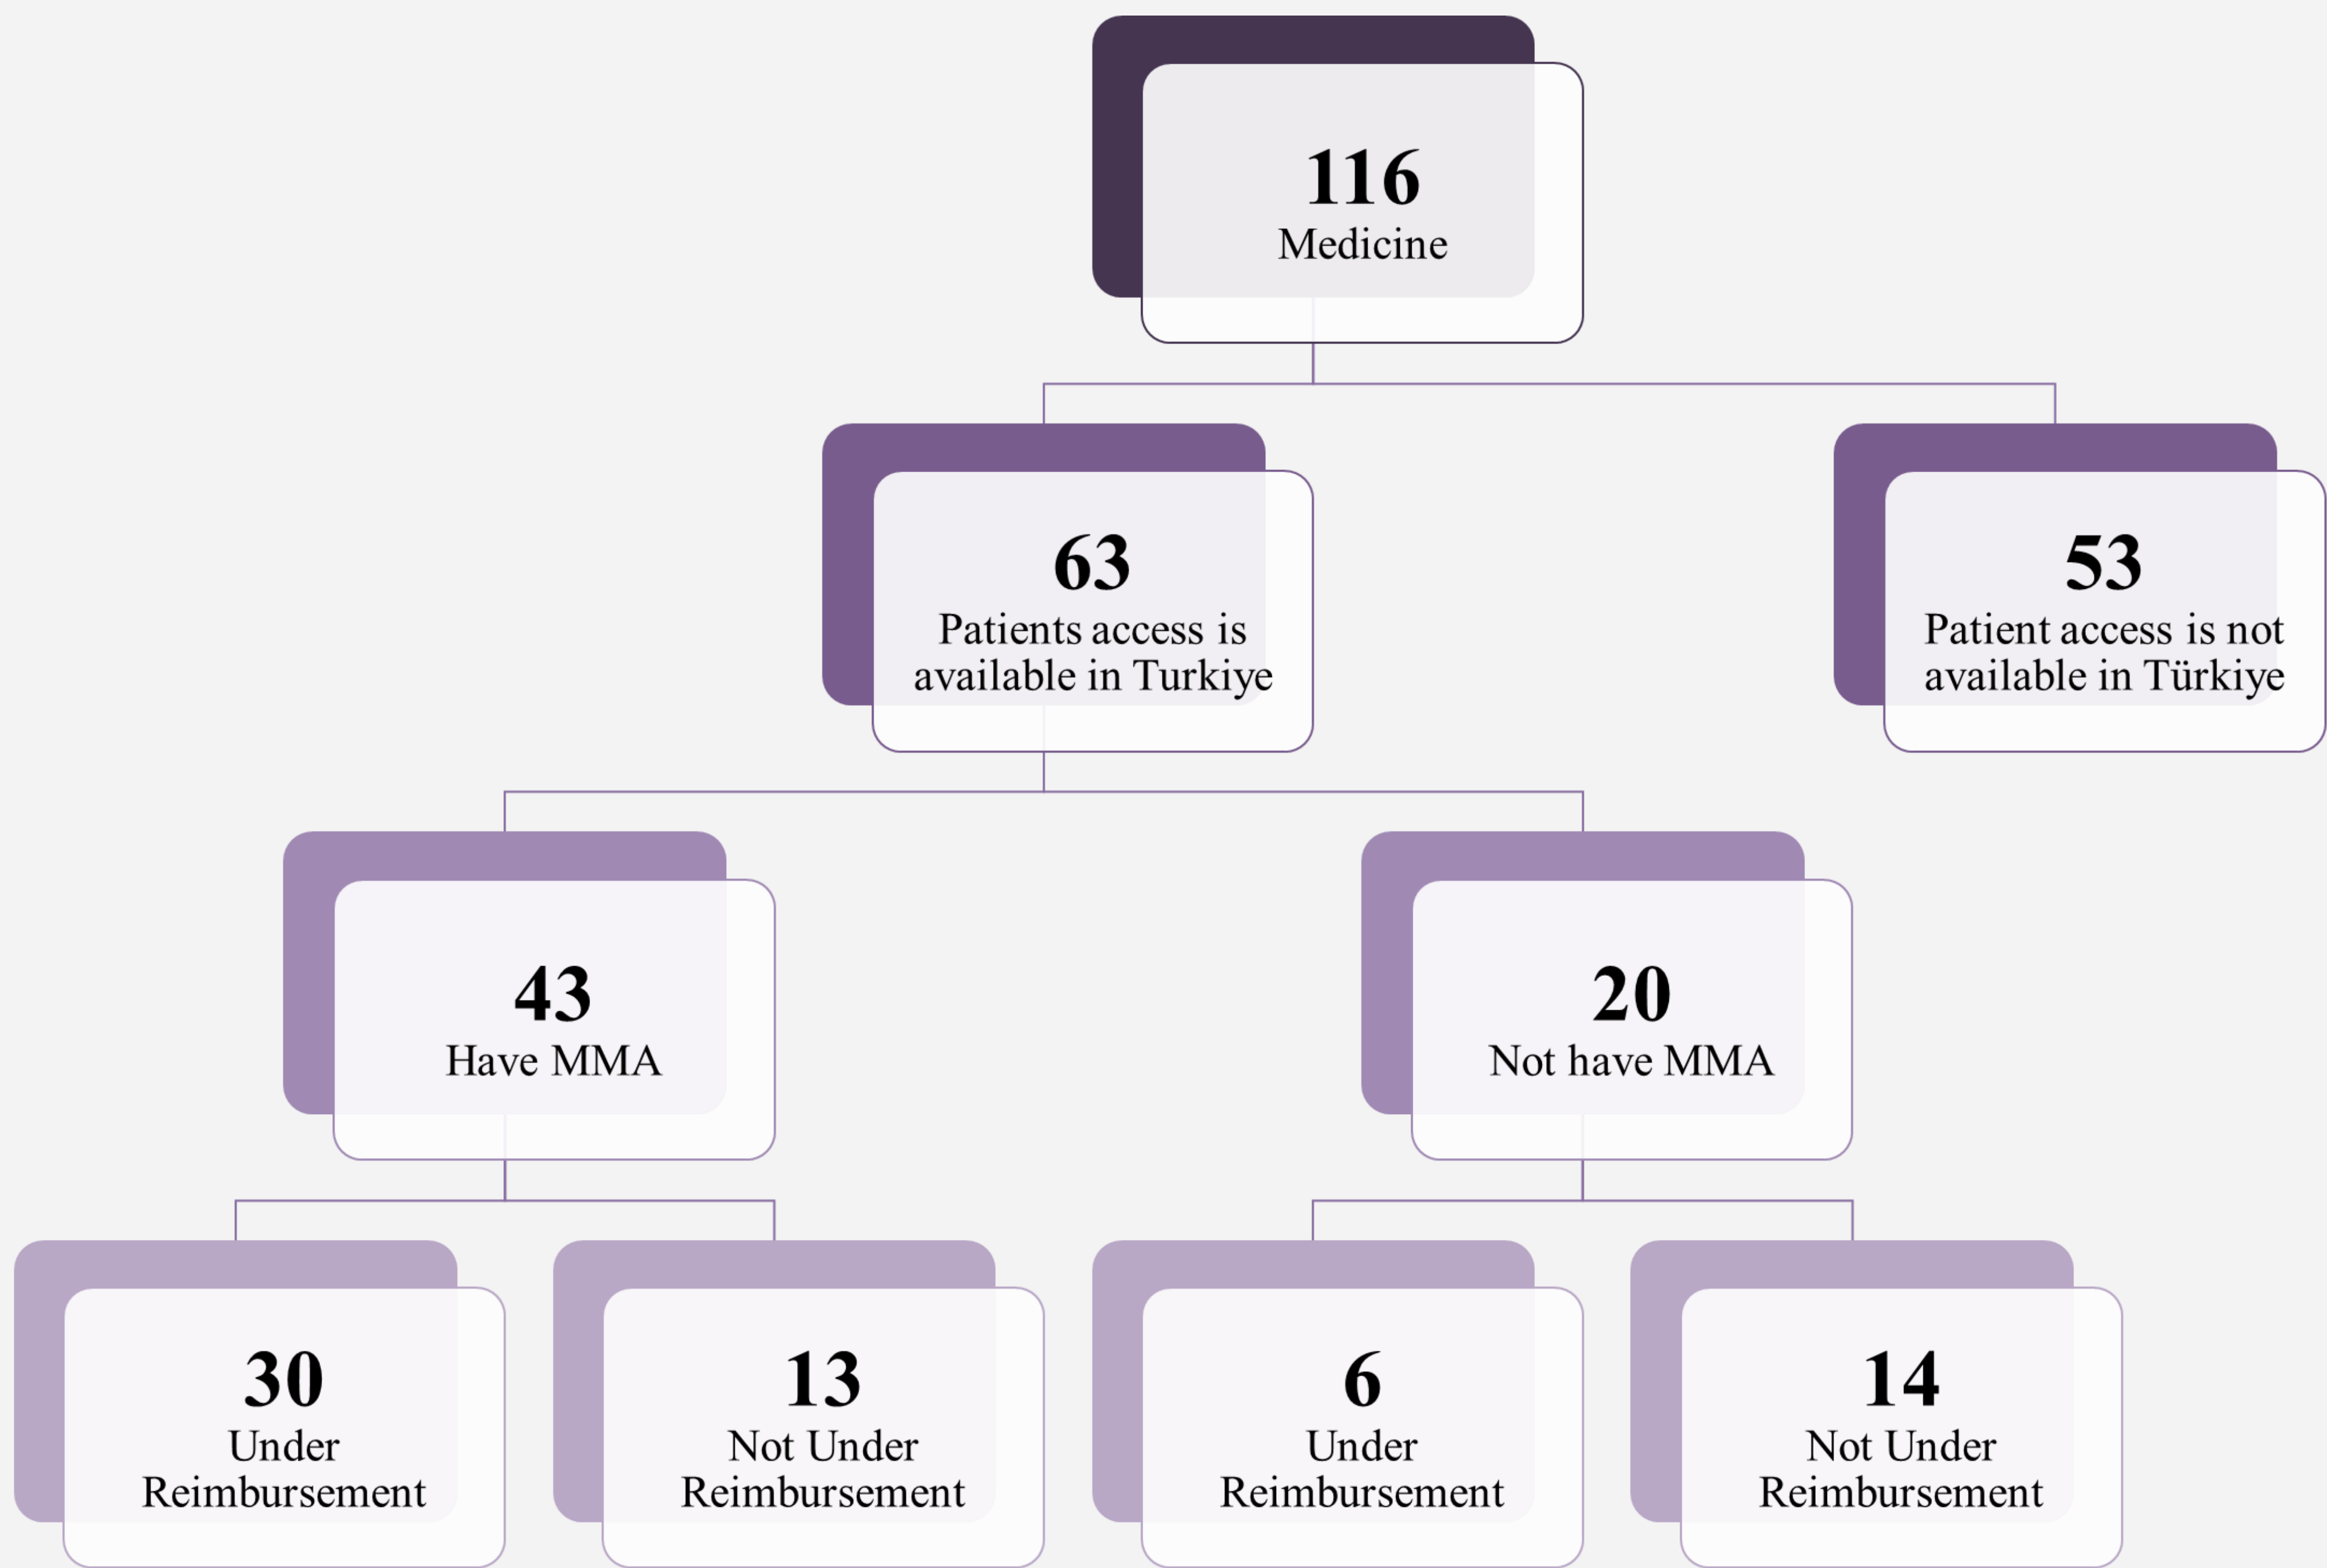 116
Medicine
63
Patients access is
available in Turkiye
53
Patient access is not
available in Türkiye
43
Have MMA
20
Not have MMA
30
Under
Reimbursement
13
Not Under
Reimbursement
6
Under
Reimbursement
14
Not Under
Reimbursement